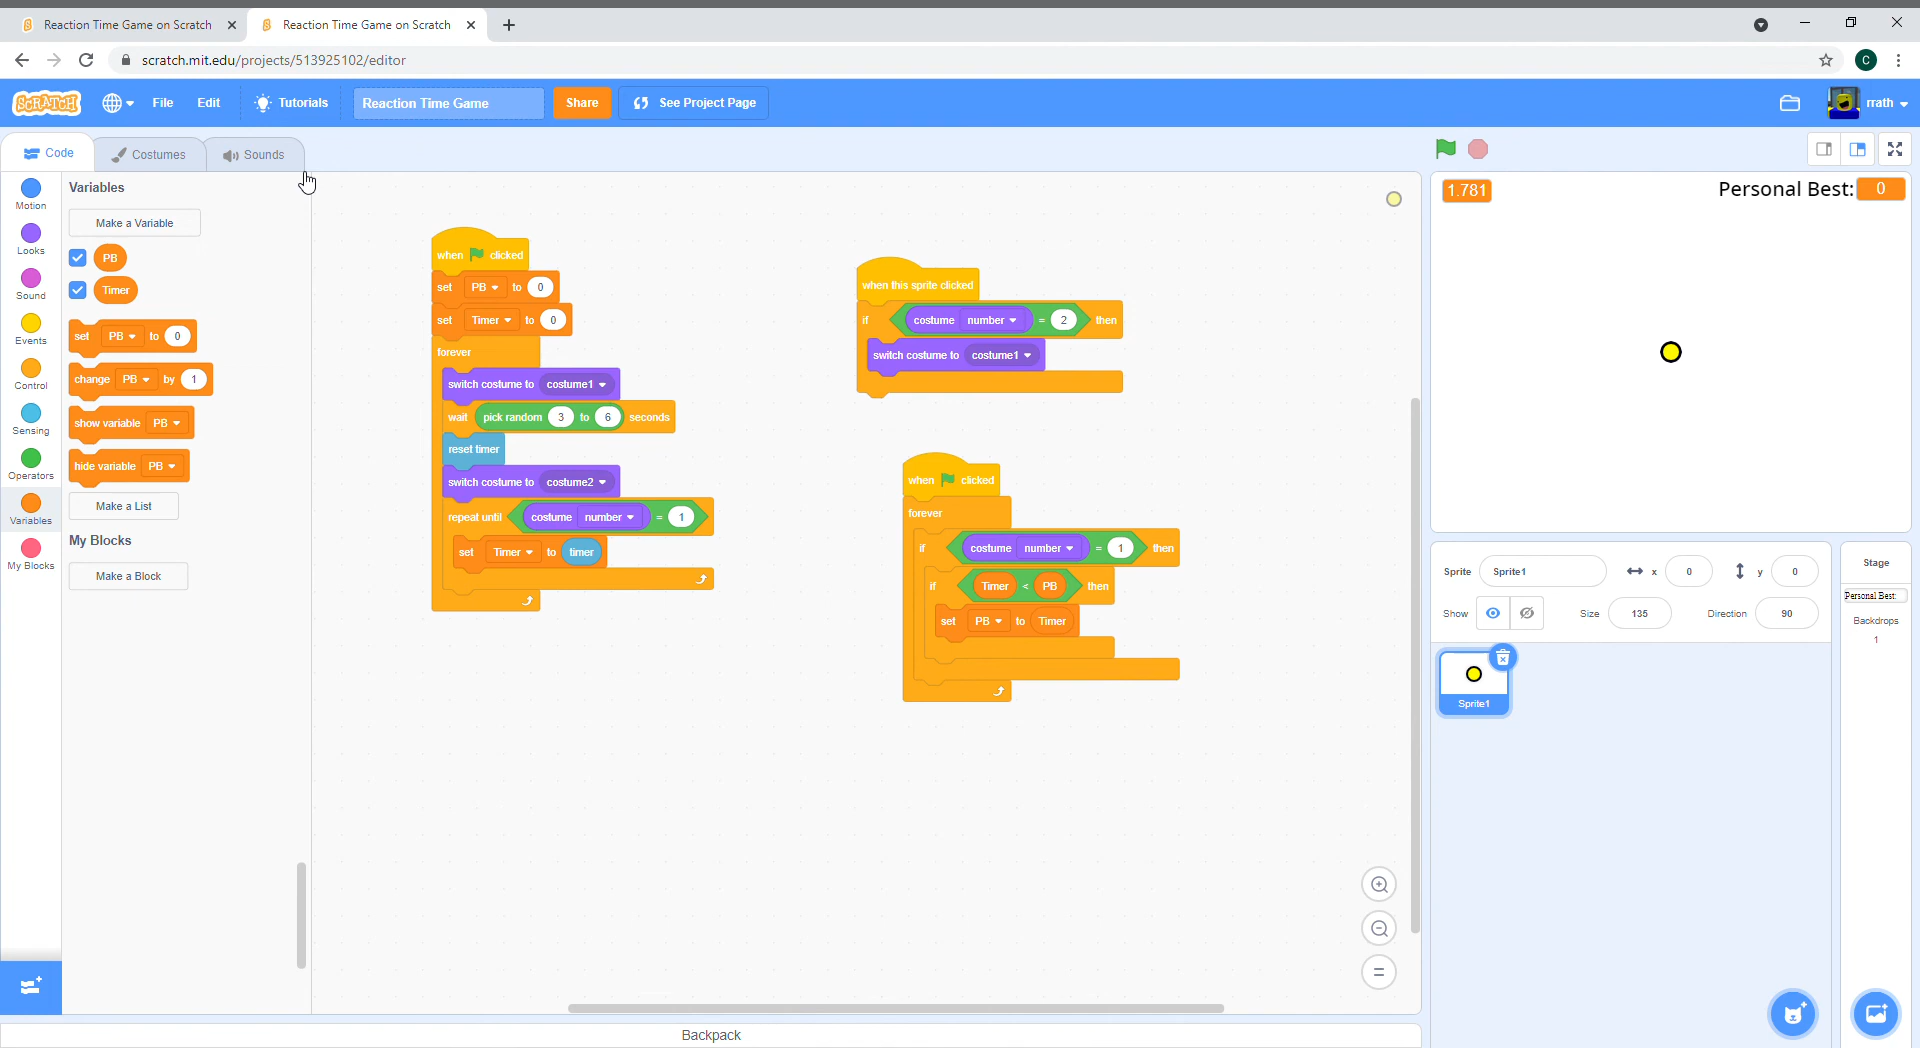 Reaction Time Game on Scratch
Reaction Time Game on Scratch
scratch.mit.edu/projects/513925102/editor
C
SCRATCH
File
Edit
Tutorials
Reaction Time Game
Share
See Project Page
rrath
Code
Costumes
Sounds
Motion
Looks
Sound
Events
Control
Sensing
Operators
Variables
My Blocks
Variables
Make a Variable
PB
Timer
set PB to 0
change PB by 1
show variable PB
hide variable PB
Make a List
My Blocks
Make a Block
when clicked
set PB to 0
set Timer to 0
forever
switch costume to costume1
wait pick random 3 to 6 seconds
reset timer
switch costume to costume2
repeat until costume number = 1
set Timer to timer
when this sprite clicked
if costume number = 2 then
switch costume to costume1
when clicked
forever
if costume number = 1 then
if Timer < PB then
set PB to Timer
1.781
Personal Best: 0
Sprite Sprite1 x 0 y 0
Show Size 135 Direction 90
Sprite1
Stage
Personal Best:
Backdrops
1
Backpack